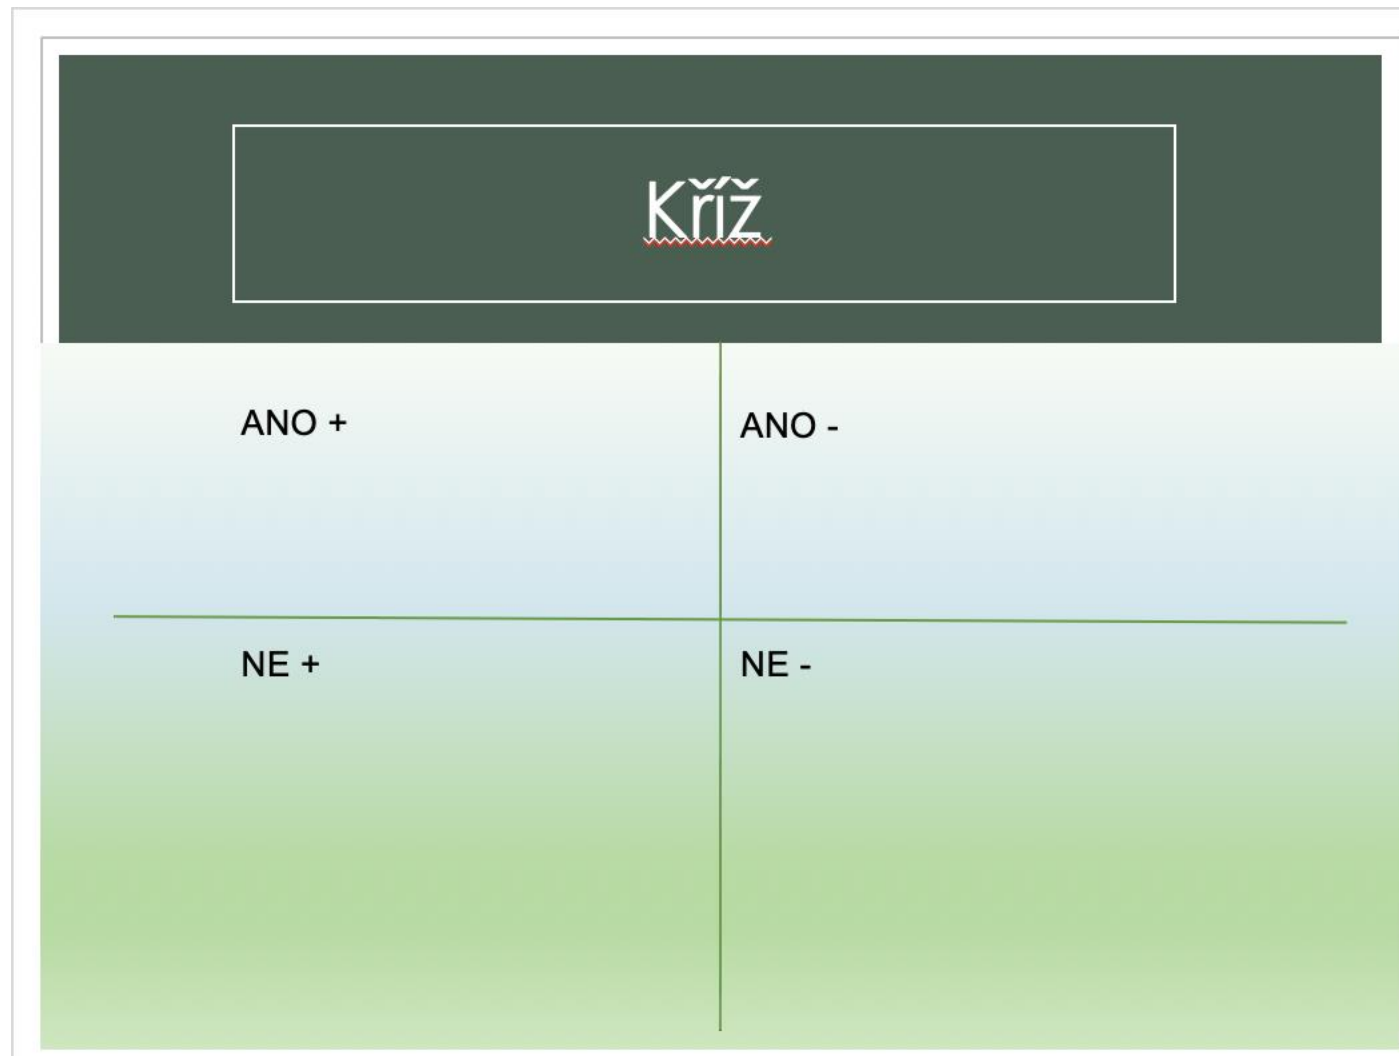 Kříž
ANO +
ANO -
NE +
NE -